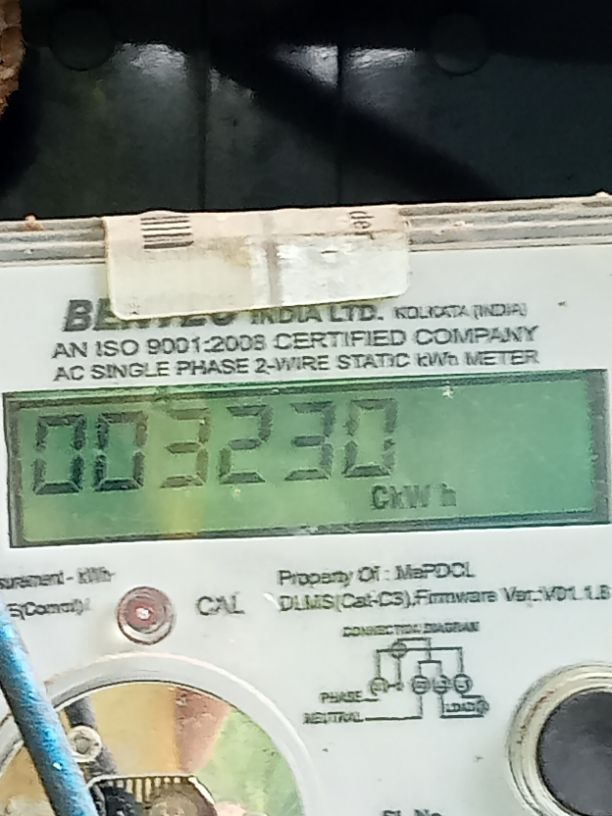 INDIA LTD. KOLKATA (INDIA)
AN ISO 9001:2008 CERTIFIED COMPANY
AC SINGLE PHASE 2-WIRE STATIC kWh METER
003230
CkWh
Property Of : MePDCL
CAL
DLMS(Cat-C3),Firmware Ver.:V01.1.8
CONNECTION DIAGRAM
PHASE
NEUTRAL
LOAD